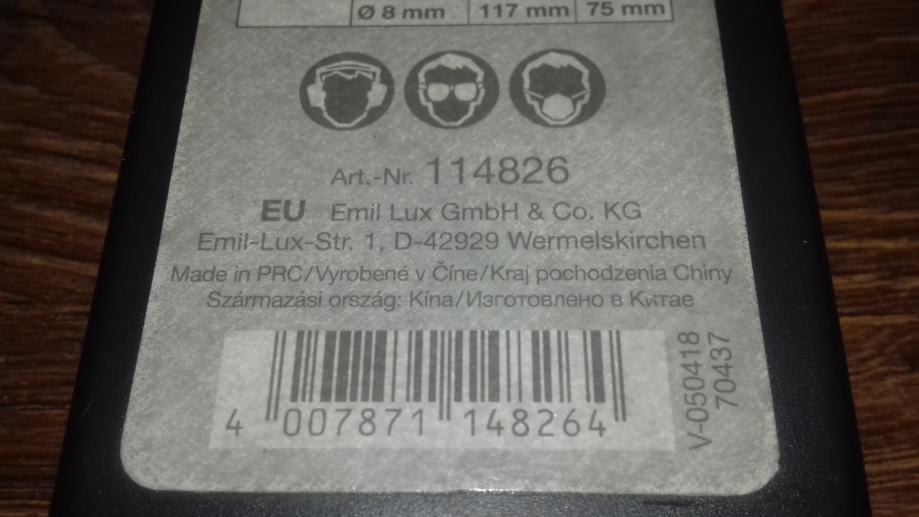 Ø 8 mm 117 mm 75 mm
Art.-Nr. 114826
EU Emil Lux GmbH & Co. KG
Emil-Lux-Str. 1, D-42929 Wermelskirchen
Made in PRC/Vyrobené v Číne/Kraj pochodzenia Chiny
Származási ország: Kína/Изготовлено в Китае
4 007871 148264
V-050418
70437